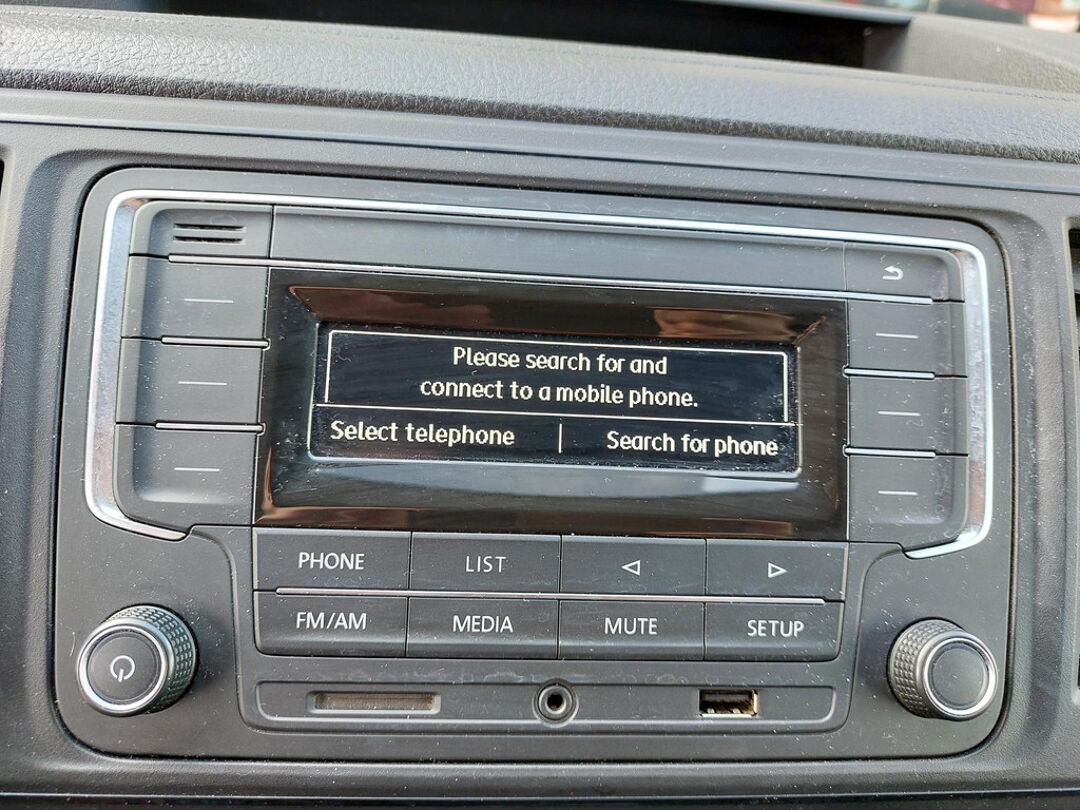 Please search for and
connect to a mobile phone.
Select telephone | Search for phone
PHONE LIST ◁ ▷
FM/AM MEDIA MUTE SETUP